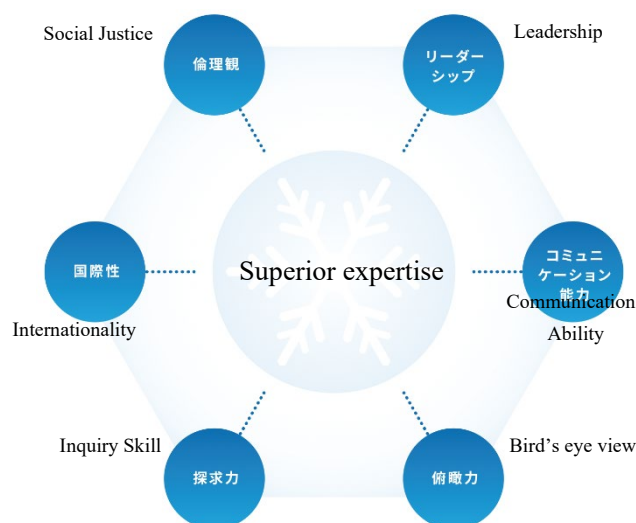 Social Justice
倫理観
Leadership
リーダー
シップ
国際性
Internationality
Superior expertise
コミュニ
ケーション
能力
Communication
Ability
Inquiry Skill
探求力
Bird’s eye view
俯瞰力